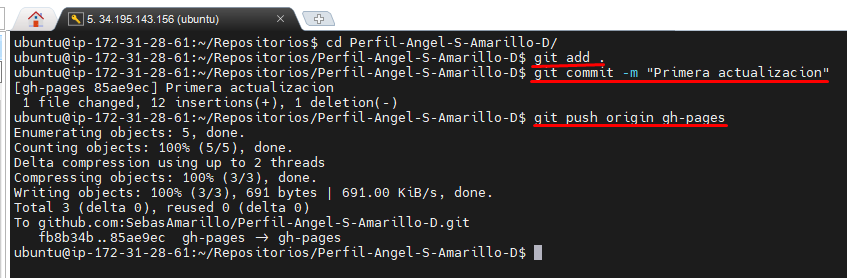 5. 34.195.143.156 (ubuntu)
ubuntu@ip-172-31-28-61:~/Repositorios$ cd Perfil-Angel-S-Amarillo-D/
ubuntu@ip-172-31-28-61:~/Repositorios/Perfil-Angel-S-Amarillo-D$ git add .
ubuntu@ip-172-31-28-61:~/Repositorios/Perfil-Angel-S-Amarillo-D$ git commit -m "Primera actualizacion"
[gh-pages 85ae9ec] Primera actualizacion
 1 file changed, 12 insertions(+), 1 deletion(-)
ubuntu@ip-172-31-28-61:~/Repositorios/Perfil-Angel-S-Amarillo-D$ git push origin gh-pages
Enumerating objects: 5, done.
Counting objects: 100% (5/5), done.
Delta compression using up to 2 threads
Compressing objects: 100% (3/3), done.
Writing objects: 100% (3/3), 691 bytes | 691.00 KiB/s, done.
Total 3 (delta 0), reused 0 (delta 0)
To github.com:SebasAmarillo/Perfil-Angel-S-Amarillo-D.git
   fb8b34b..85ae9ec  gh-pages -> gh-pages
ubuntu@ip-172-31-28-61:~/Repositorios/Perfil-Angel-S-Amarillo-D$